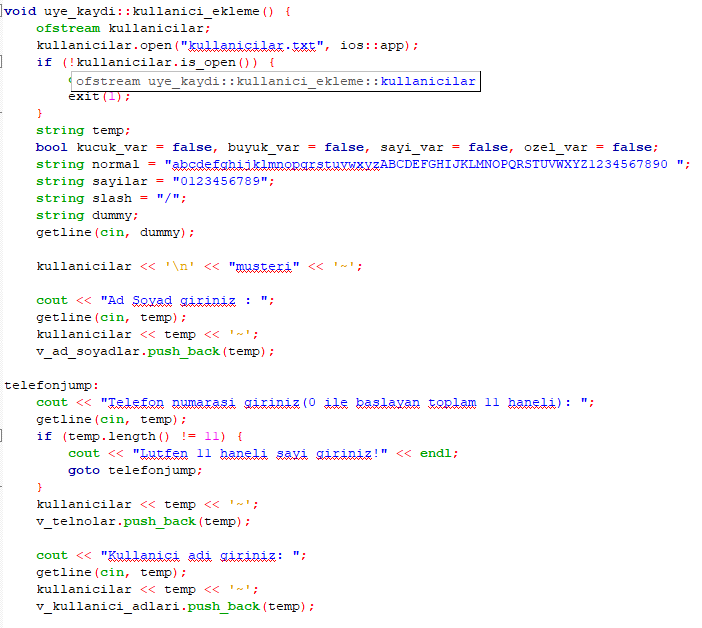 void uye_kaydi::kullanici_ekleme() {
    ofstream kullanicilar;
    kullanicilar.open("kullanicilar.txt", ios::app);
    if (!kullanicilar.is_open()) {
ofstream uye_kaydi::kullanici_ekleme::kullanicilar
        exit(1);
    }
    string temp;
    bool kucuk_var = false, buyuk_var = false, sayi_var = false, ozel_var = false;
    string normal = "abcdefghijklmnopqrstuvwxyzABCDEFGHIJKLMNOPQRSTUVWXYZ1234567890 ";
    string sayilar = "0123456789";
    string slash = "/";
    string dummy;
    getline(cin, dummy);
    kullanicilar << '\n' << "musteri" << '~';
    cout << "Ad Soyad giriniz : ";
    getline(cin, temp);
    kullanicilar << temp << '~';
    v_ad_soyadlar.push_back(temp);
telefonjump:
    cout << "Telefon numarasi giriniz(0 ile baslayan toplam 11 haneli): ";
    getline(cin, temp);
    if (temp.length() != 11) {
        cout << "Lutfen 11 haneli sayi giriniz!" << endl;
        goto telefonjump;
    }
    kullanicilar << temp << '~';
    v_telnolar.push_back(temp);
    cout << "Kullanici adi giriniz: ";
    getline(cin, temp);
    kullanicilar << temp << '~';
    v_kullanici_adlari.push_back(temp);